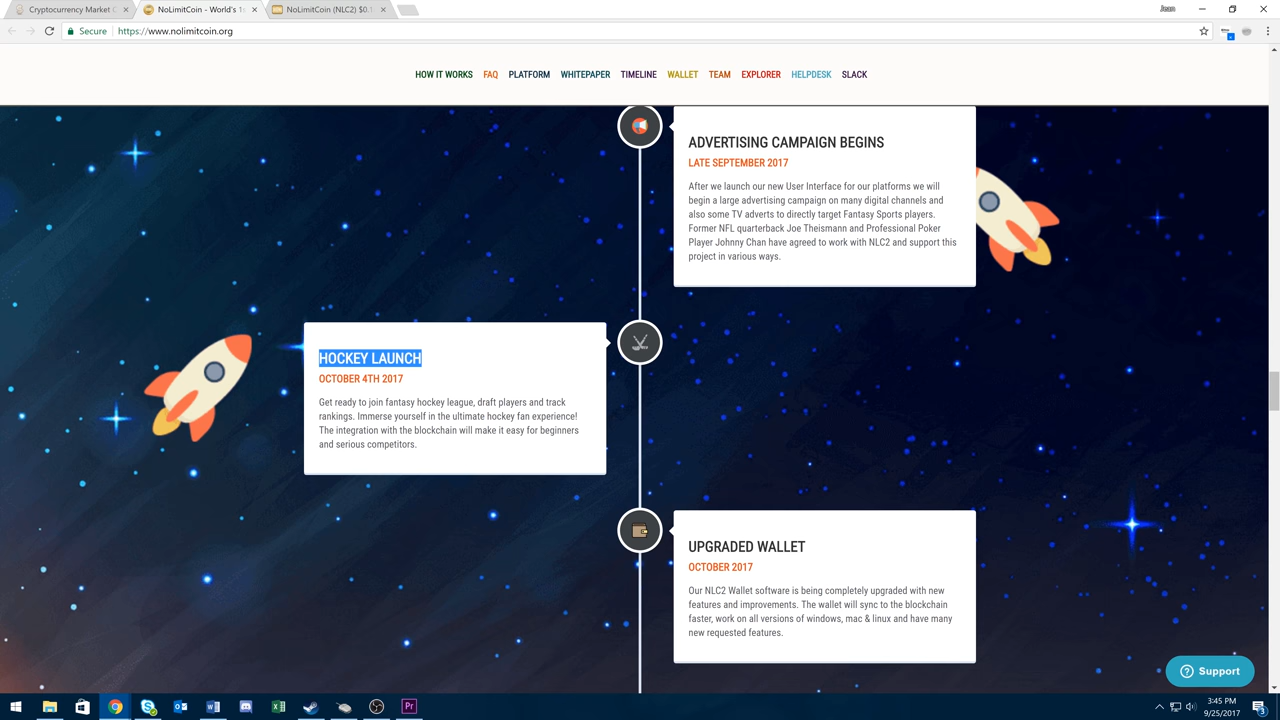 Cryptocurrency Market C
NoLimitCoin - World's 1s
NoLimitCoin (NLC2) $0.1
Jean
Secure
https://www.nolimitcoin.org
HOW IT WORKS FAQ PLATFORM WHITEPAPER TIMELINE WALLET TEAM EXPLORER HELPDESK SLACK
ADVERTISING CAMPAIGN BEGINS
LATE SEPTEMBER 2017
After we launch our new User Interface for our platforms we will
begin a large advertising campaign on many digital channels and
also some TV adverts to directly target Fantasy Sports players.
Former NFL quarterback Joe Theismann and Professional Poker
Player Johnny Chan have agreed to work with NLC2 and support this
project in various ways.
HOCKEY LAUNCH
OCTOBER 4TH 2017
Get ready to join fantasy hockey league, draft players and track
rankings. Immerse yourself in the ultimate hockey fan experience!
The integration with the blockchain will make it easy for beginners
and serious competitors.
UPGRADED WALLET
OCTOBER 2017
Our NLC2 Wallet software is being completely upgraded with new
features and improvements. The wallet will sync to the blockchain
faster, work on all versions of windows, mac & linux and have many
new requested features.
Support
3:45 PM
9/25/2017